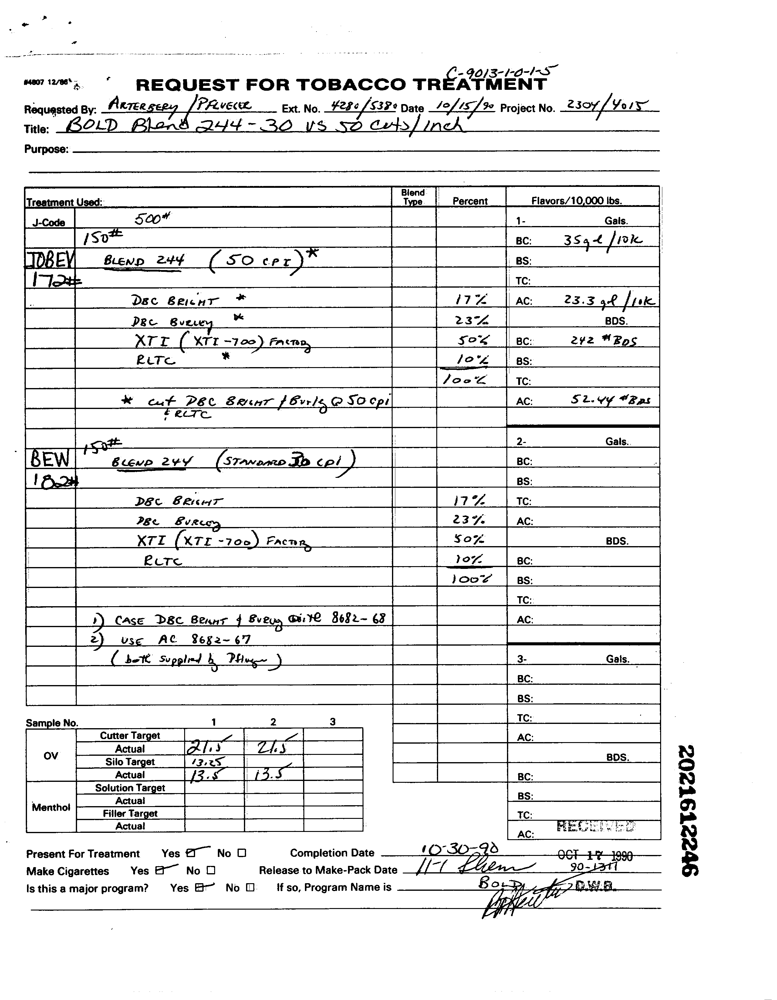 C-9013-1-0-1-5
#4807 12/86
REQUEST FOR TOBACCO TREATMENT
Requested By: ARTERBERY / Ext. No. 4280/5380 Date 10/15/90 Project No. 2304/4015
Title: BOLD Blend 244-30 VS 50 cuts/inch
Purpose:
Treatment Used: Blend Type Percent Flavors/10,000 lbs.
J-Code 500# 1- Gals.
150# BC: 35 gal /10K
BLEND 244 (50 CPI)* BS:
172# TC:
DBC BRIGHT * 17% AC: 23.3 gal /10K
DBC BURLEY * 23% BDS.
XTI (XTI-700) FACTOR 50% BC: 242 #BDS
RLTC * 10% BS:
100% TC:
* cut DBC BRIGHT & Burley @ 50 cpi AC: 52.44 #BDS
& RLTC
150# 2- Gals.
BEW BLEND 244 (STANDARD 30 CPI) BC:
182# BS:
DBC BRIGHT 17% TC:
DBC BURLEY 23% AC:
XTI (XTI-700) FACTOR 50% BDS.
RLTC 10% BC:
100% BS:
TC:
1) CASE DBC BRIGHT & BURLEY WITH 8682-68 AC:
2) USE AC 8682-67
(both supplied by Pfluger) 3- Gals.
BC:
BS:
Sample No. 1 2 3 TC:
Cutter Target AC:
OV Actual 21.5 21.5
Silo Target 13.25 BDS.
Actual 13.5 13.5 BC:
Solution Target
Menthol Actual BS:
Filler Target TC:
Actual RECEIVED
AC:
Present For Treatment Yes No Completion Date 10-30-90 OCT 17 1990
Make Cigarettes Yes No Release to Make-Pack Date 11-1 90-1317
Is this a major program? Yes No If so, Program Name is BOLD D.W.B.
2021612246